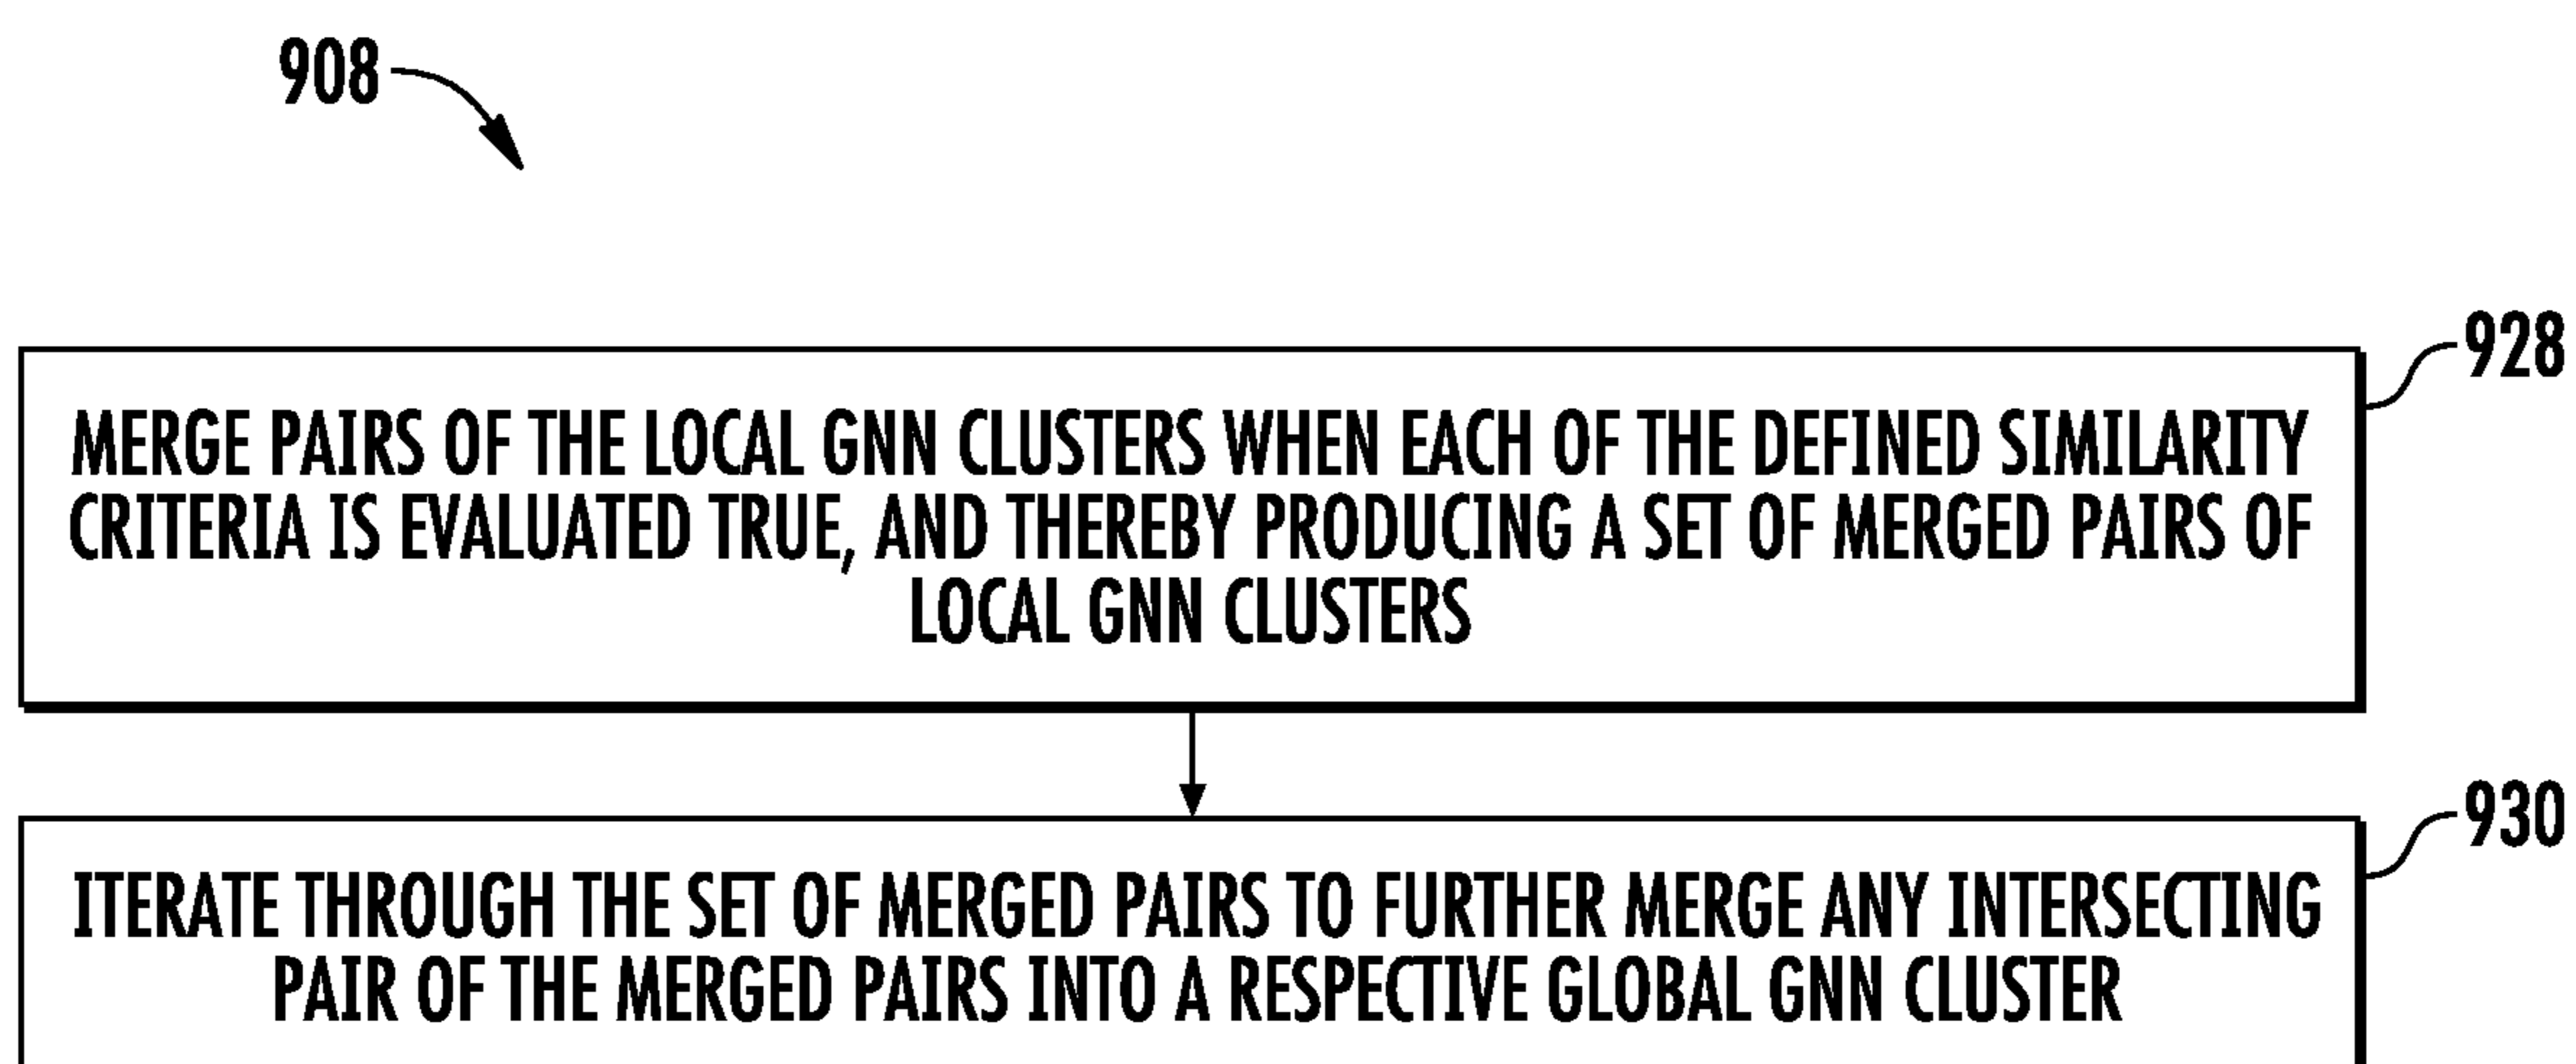 908
928
MERGE PAIRS OF THE LOCAL GNN CLUSTERS WHEN EACH OF THE DEFINED SIMILARITY
CRITERIA IS EVALUATED TRUE, AND THEREBY PRODUCING A SET OF MERGED PAIRS OF
LOCAL GNN CLUSTERS
930
ITERATE THROUGH THE SET OF MERGED PAIRS TO FURTHER MERGE ANY INTERSECTING
PAIR OF THE MERGED PAIRS INTO A RESPECTIVE GLOBAL GNN CLUSTER